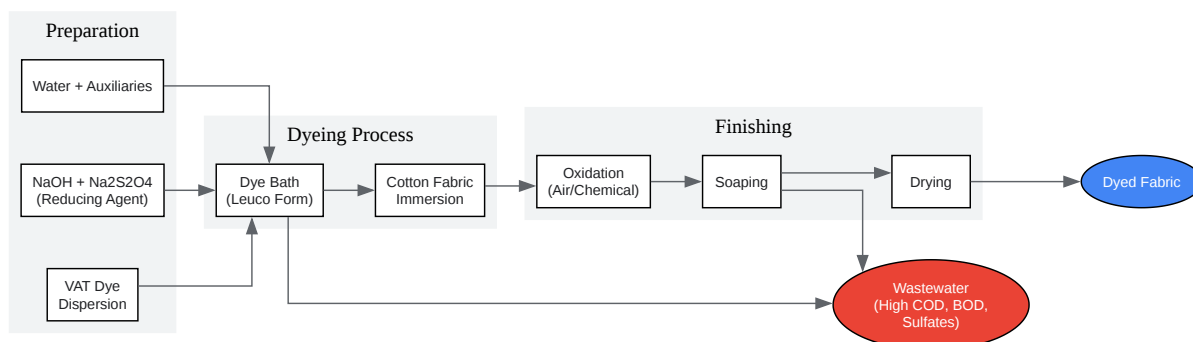 Preparation
Water + Auxiliaries
NaOH + Na2S2O4
(Reducing Agent)
VAT Dye
Dispersion
Dyeing Process
Dye Bath
(Leuco Form)
Cotton Fabric
Immersion
Finishing
Oxidation
(Air/Chemical)
Soaping
Drying
Dyed Fabric
Wastewater
(High COD, BOD,
Sulfates)